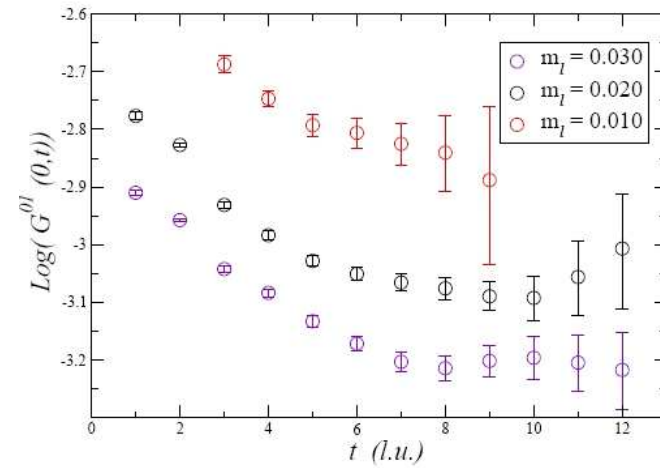 -2.6
-2.7
-2.8
-2.9
-3
-3.1
-3.2
Log( G^{01} (0,t))
m_l = 0.030
m_l = 0.020
m_l = 0.010
0 2 4 6 8 10 12
t (l.u.)